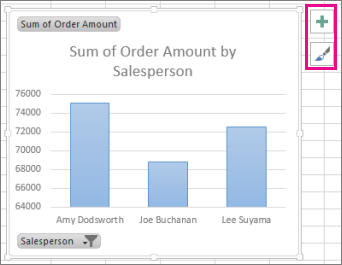 Sum of Order Amount
Sum of Order Amount by
Salesperson
76000
74000
72000
70000
68000
66000
64000
Amy Dodsworth Joe Buchanan Lee Suyama
Salesperson